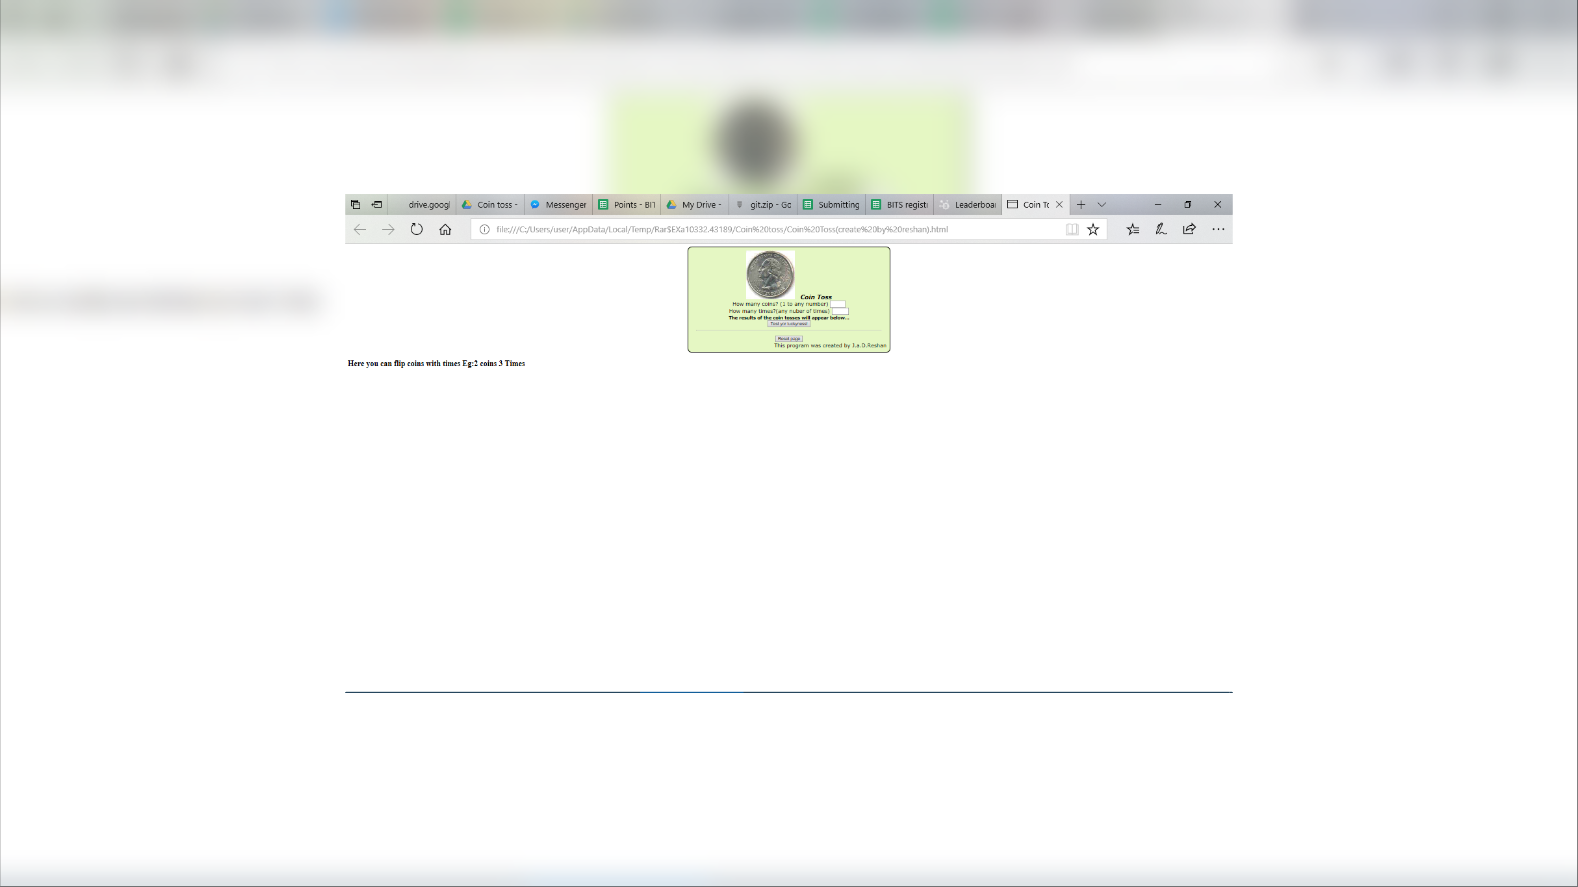 drive.googl
Coin toss -
Messenger
Points - BIT
My Drive -
git.zip - Go
Submitting
BITS registr
Leaderboar
Coin To
file:///C:/Users/user/AppData/Local/Temp/Rar$EXa10332.43189/Coin%20toss/Coin%20Toss(create%20by%20reshan).html
Coin Toss
How many coins? (1 to any number)
How many times?(any nuber of times)
The results of the coin tosses will appear below...
Reset page
This program was created by J.a.D.Reshan
Here you can flip coins with times Eg:2 coins 3 Times